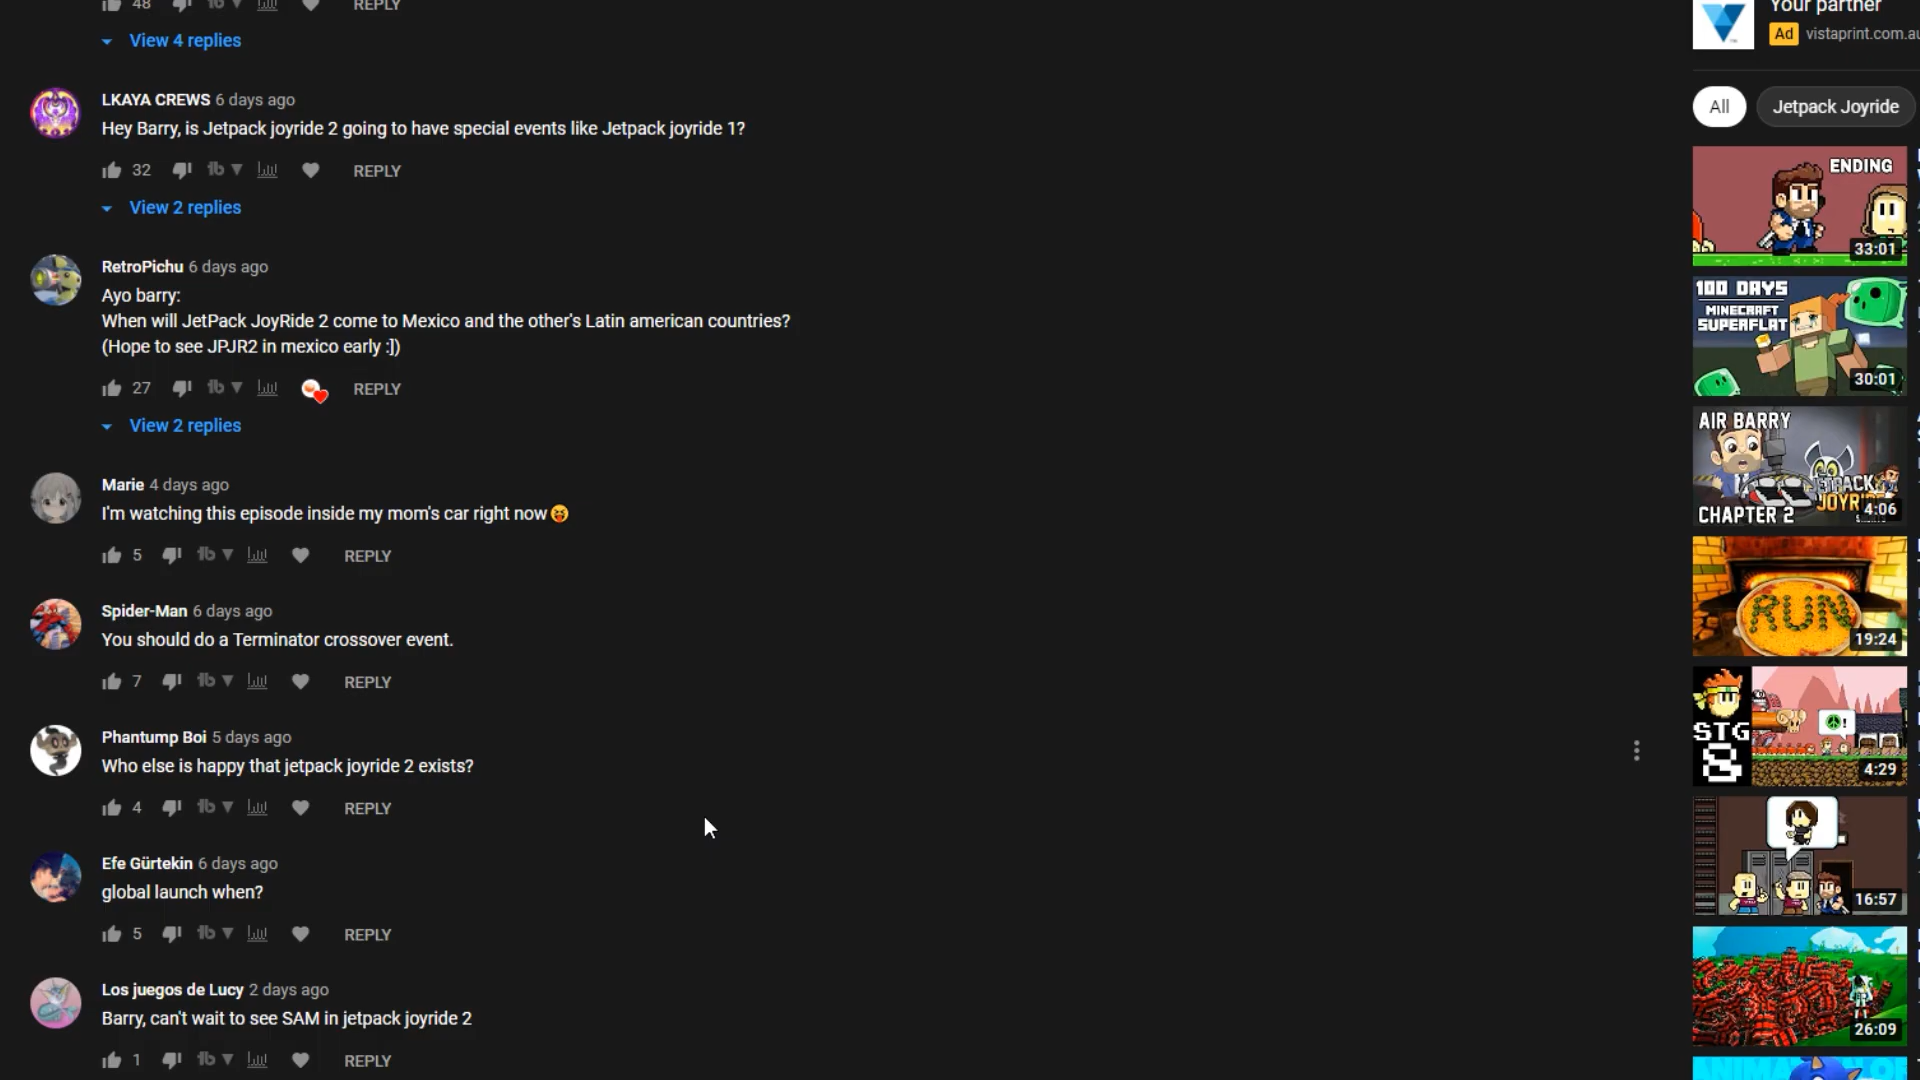 48 REPLY
View 4 replies
LKAYA CREWS 6 days ago
Hey Barry, is Jetpack joyride 2 going to have special events like Jetpack joyride 1?
32 REPLY
View 2 replies
RetroPichu 6 days ago
Ayo barry:
When will JetPack JoyRide 2 come to Mexico and the other's Latin american countries?
(Hope to see JPJR2 in mexico early :])
27 REPLY
View 2 replies
Marie 4 days ago
I'm watching this episode inside my mom's car right now😝
5 REPLY
Spider-Man 6 days ago
You should do a Terminator crossover event.
7 REPLY
Phantump Boi 5 days ago
Who else is happy that jetpack joyride 2 exists?
4 REPLY
Efe Gürtekin 6 days ago
global launch when?
5 REPLY
Los juegos de Lucy 2 days ago
Barry, can't wait to see SAM in jetpack joyride 2
1 REPLY
Your partner
Ad vistaprint.com.au
All Jetpack Joyride
ENDING
33:01
100 DAYS
MINECRAFT
SUPERFLAT
30:01
AIR BARRY
JETPACK
JOYRIDE
CHAPTER 2
4:06
RUN
19:24
STG
8
4:29
16:57
26:09